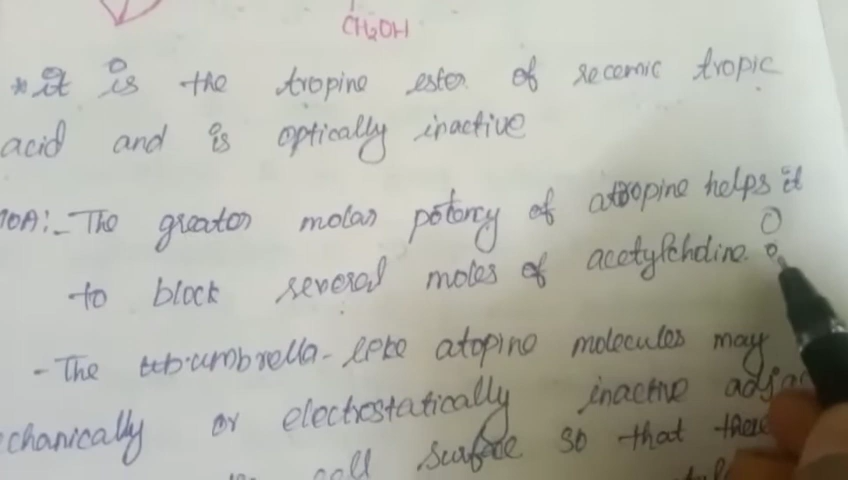 CH2OH
* it is the tropine ester of recemic tropic
acid and is optically inactive
MOA:- The greater molar potency of atropine helps it
to block several moles of acetylcholine.
- The umbrella-like atopine molecules may
chanically or electrostatically inactive adja
cell surface so that there